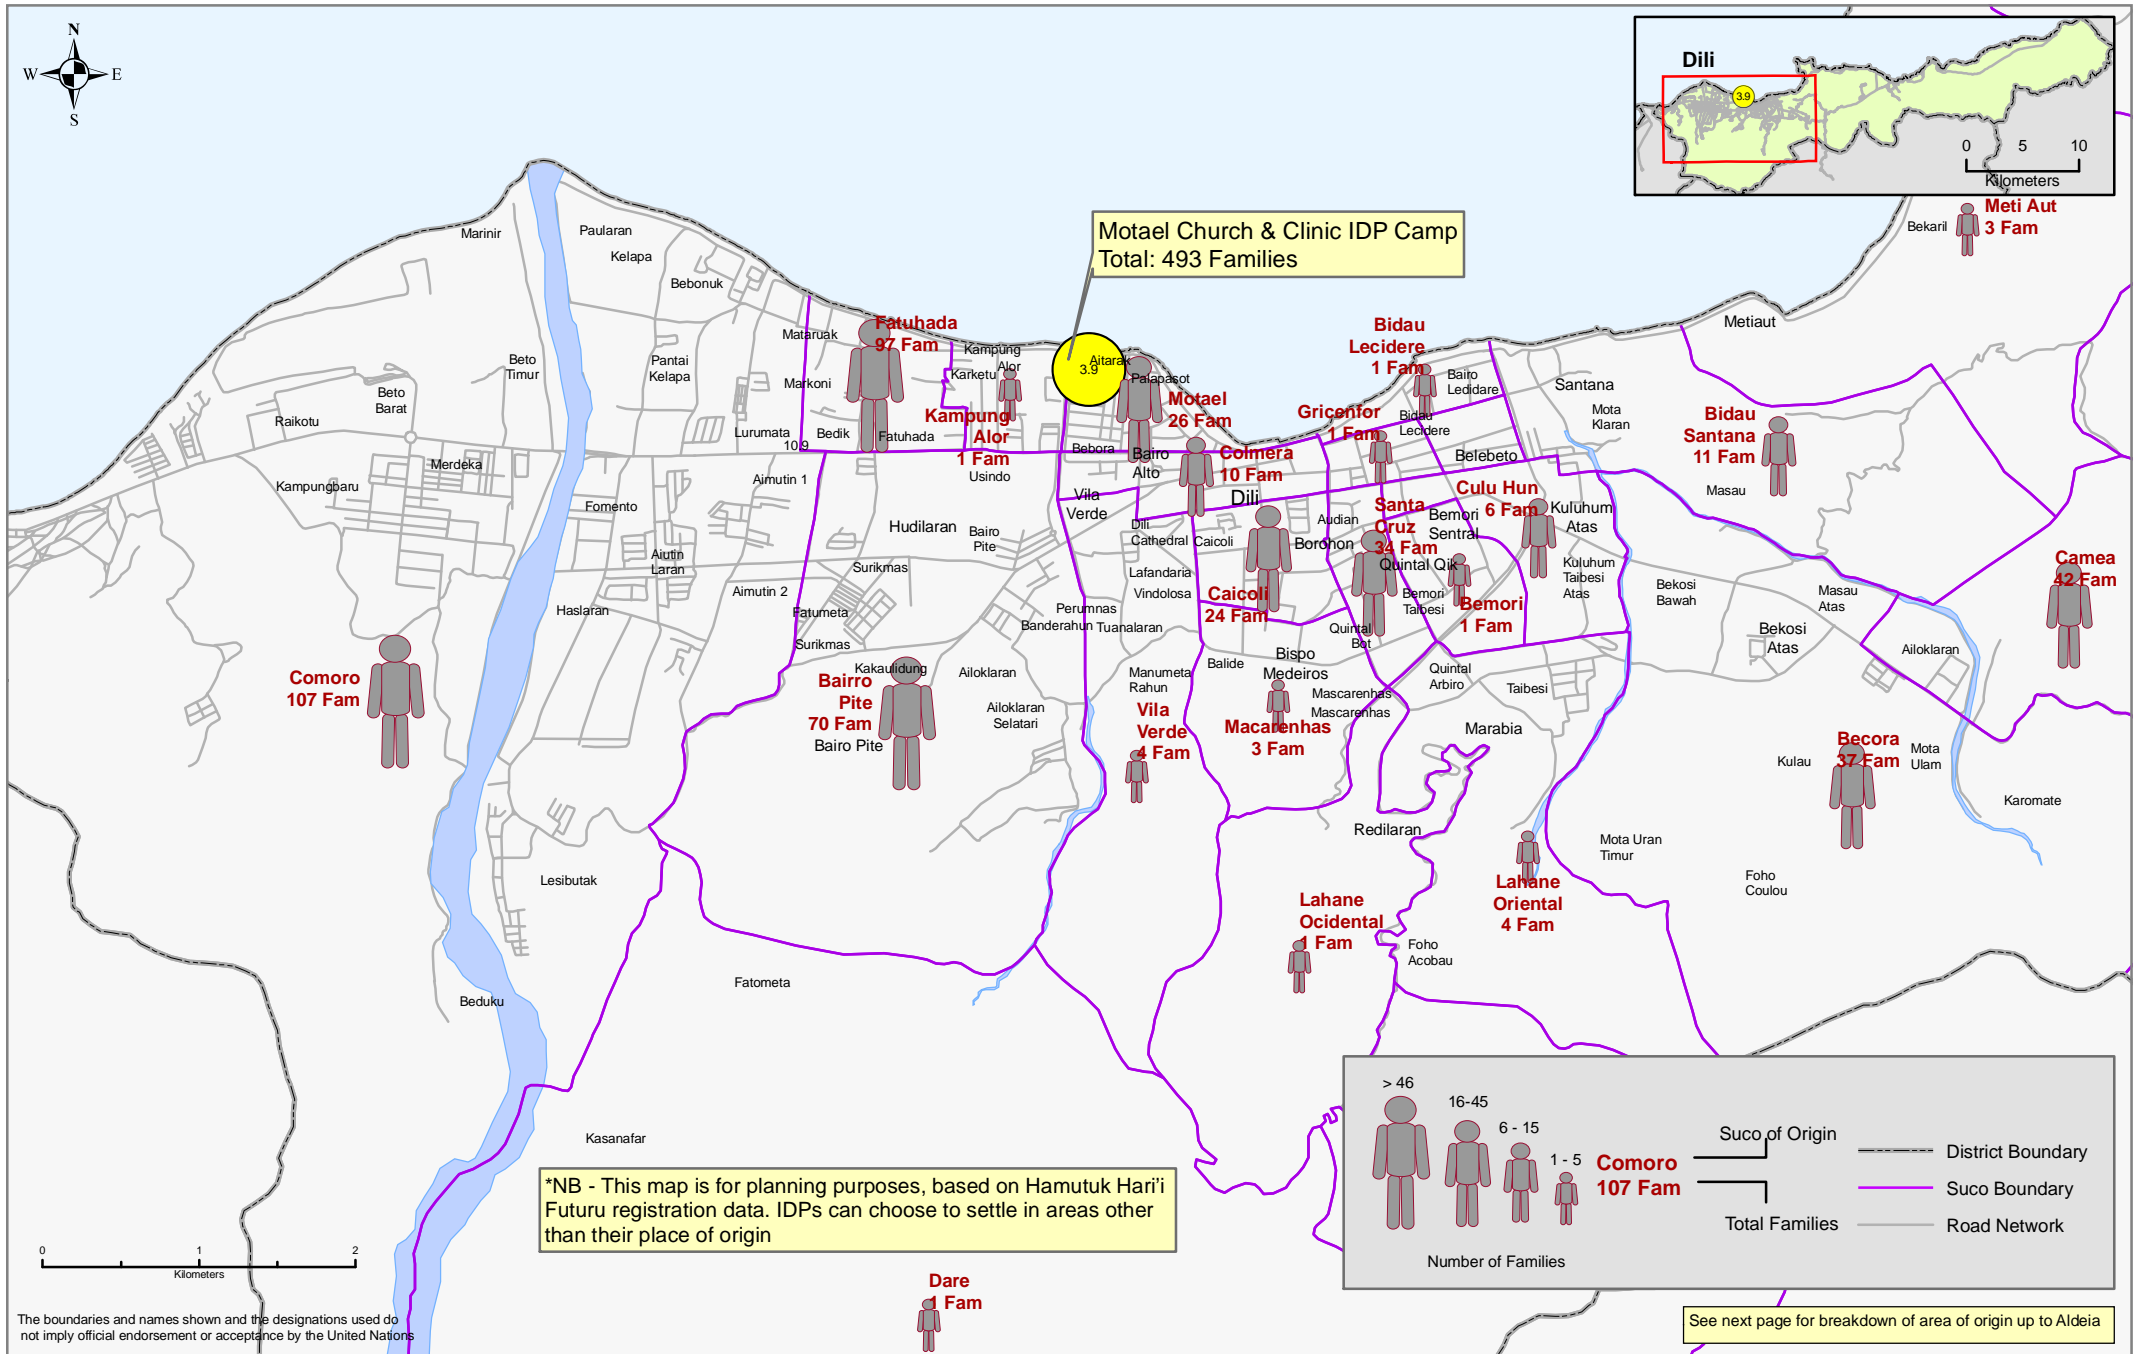 N
W
E
S
Dili
3.9
0
5
10
Kilometers
Meti Aut
3 Fam
Bekaril
Motael Church & Clinic IDP Camp
Total: 493 Families
Marinir
Paularan
Kelapa
Bebonuk
Metiaut
Mataruak
Fatuhada
97 Fam
Kampung
Alor
Karketu
Aitarak
3.9
Palapasot
Bidau
Lecidere
1 Fam
Bairo
Ledidare
Santana
Beto
Timur
Pantai
Kelapa
Markoni
Beto
Barat
Raikotu
Motael
26 Fam
Mota
Klaran
Kampung
Alor
1 Fam
Gricenfor
1 Fam
Bidau
Lecidere
Bidau
Santana
11 Fam
Lurumata
Bedik
Fatuhada
10.9
Bebora
Bairo
Alto
Colmera
10 Fam
Belebeto
Merdeka
Kampungbaru
Aimutin 1
Usindo
Vila
Verde
Dili
Culu Hun
6 Fam
Masau
Fomento
Hudilaran
Bairo
Pite
Dili
Cathedral
Caicoli
Audian
Santa
Cruz
34 Fam
Bemori
Sentral
Kuluhum
Atas
Borohon
Quintal Qik
Aiutin
Laran
Surikmas
Lafandaria
Kuluhum
Taibesi
Atas
Camea
42 Fam
Aimutin 2
Vindolosa
Caicoli
24 Fam
Bemori
Taibesi
Bemori
1 Fam
Bekosi
Bawah
Masau
Atas
Haslaran
Fatumeta
Perumnas
Banderahun
Tuanalaran
Quintal
Bot
Bekosi
Atas
Surikmas
Ailoklaran
Comoro
107 Fam
Bairro
Pite
70 Fam
Kakaulidung
Ailoklaran
Manumeta
Rahun
Balide
Bispo
Medeiros
Quintal
Arbiro
Taibesi
Mascarenhas
Mascarenhas
Ailoklaran
Selatari
Vila
Verde
4 Fam
Macarenhas
3 Fam
Marabia
Bairo Pite
Becora
37 Fam
Mota
Ulam
Kulau
Karomate
Redilaran
Mota Uran
Timur
Lesibutak
Foho
Coulou
Lahane
Oriental
4 Fam
Lahane
Ocidental
1 Fam
Foho
Acobau
Fatometa
Beduku
Kasanafar
*NB - This map is for planning purposes, based on Hamutuk Hari'i
Futuru registration data. IDPs can choose to settle in areas other
than their place of origin
> 46
16-45
6 - 15
1 - 5
Number of Families
Comoro
107 Fam
Suco of Origin
Total Families
District Boundary
Suco Boundary
Road Network
0
1
2
Kilometers
Dare
1 Fam
The boundaries and names shown and the designations used do
not imply official endorsement or acceptance by the United Nations
See next page for breakdown of area of origin up to Aldeia